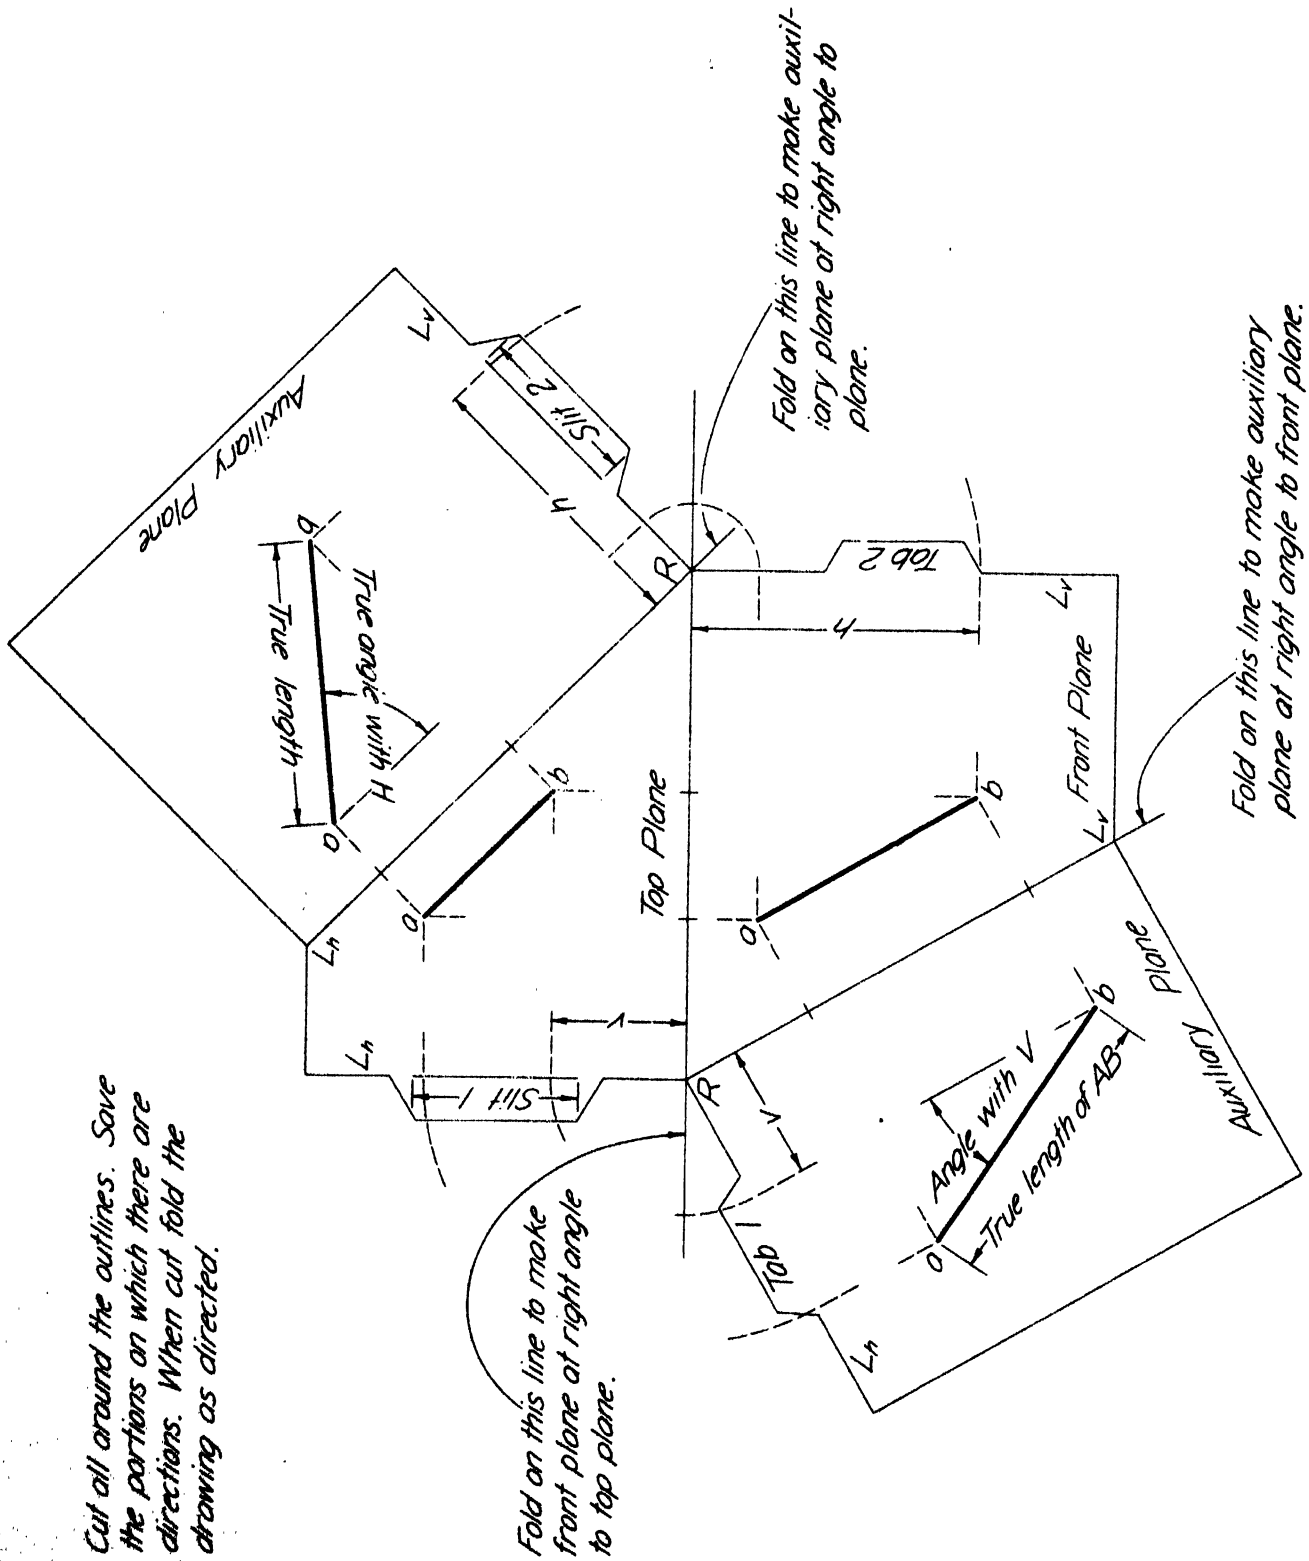 Cut all around the outlines. Save
the portions on which there are
directions. When cut fold the
drawing as directed.
Fold on this line to make
front plane at right angle
to top plane.
Fold on this line to make auxil-
iary plane at right angle to
plane.
Fold on this line to make auxiliary
plane at right angle to front plane.
Auxiliary Plane
True length
True angle with H
a
b
Lh
Lv
Slit 2
h
R
a
b
Lh
Slit 1
v
Top Plane
Tab 2
h
Lv
Front Plane
Lv
a
b
R
v
Tab 1
Lh
Angle with V
True length of AB
a
b
Auxiliary Plane